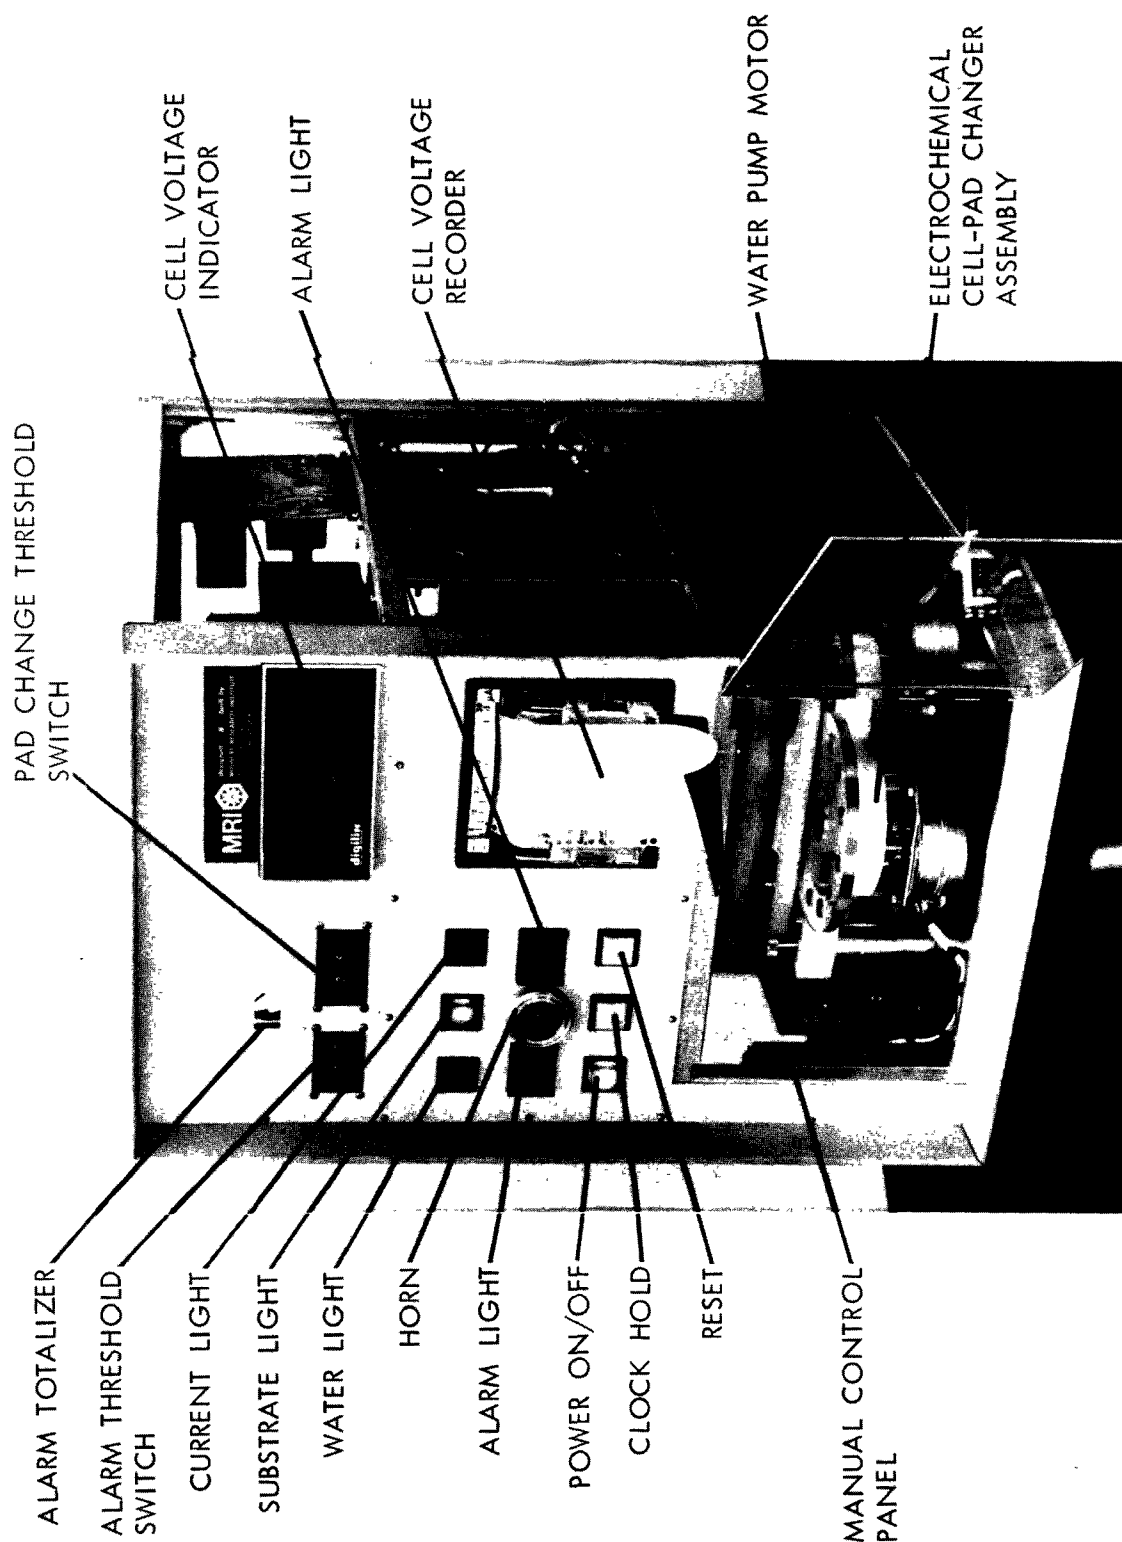 ALARM TOTALIZER
ALARM THRESHOLD
SWITCH
CURRENT LIGHT
SUBSTRATE LIGHT
WATER LIGHT
HORN
ALARM LIGHT
POWER ON/OFF
CLOCK HOLD
RESET
MANUAL CONTROL
PANEL
PAD CHANGE THRESHOLD
SWITCH
MRI
digilin
CELL VOLTAGE
INDICATOR
ALARM LIGHT
CELL VOLTAGE
RECORDER
WATER PUMP MOTOR
ELECTROCHEMICAL
CELL-PAD CHANGER
ASSEMBLY